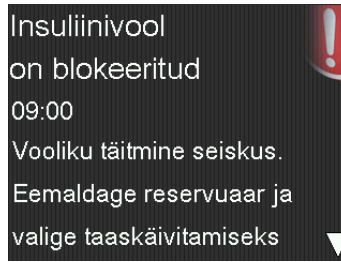 Insuliinivool
on blokeeritud
09:00
Vooliku täitmine seiskus.
Eemaldage reservuaar ja
valige taaskäivitamiseks